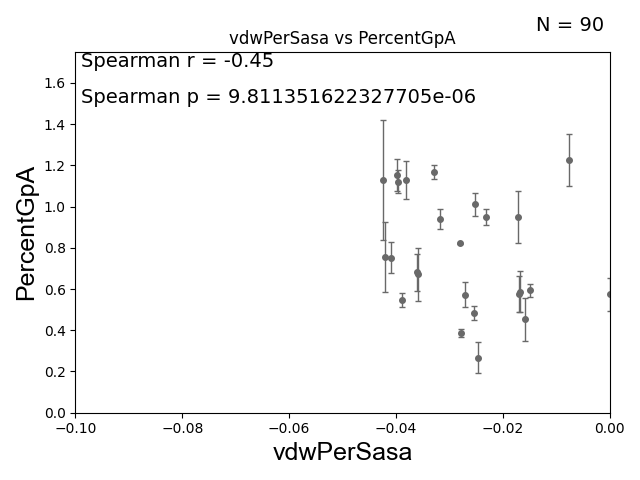 N = 90
vdwPerSasa vs PercentGpA
Spearman r = -0.45
Spearman p = 9.811351622327705e-06
PercentGpA
1.6
1.4
1.2
1.0
0.8
0.6
0.4
0.2
0.0
−0.10 −0.08 −0.06 −0.04 −0.02 0.00
vdwPerSasa